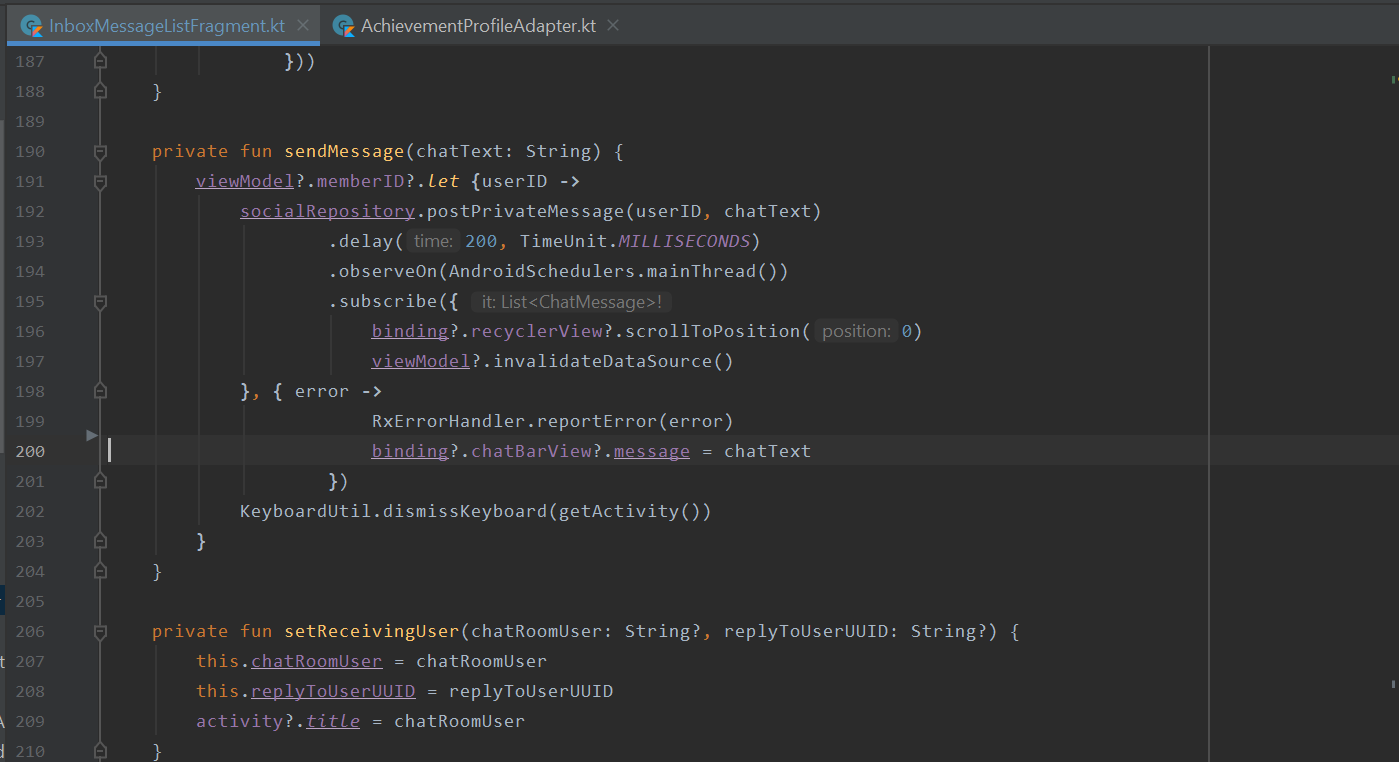 InboxMessageListFragment.kt AchievementProfileAdapter.kt
187 }))
188 }
189
190 private fun sendMessage(chatText: String) {
191 viewModel?.memberID?.let {userID ->
192 socialRepository.postPrivateMessage(userID, chatText)
193 .delay( time: 200, TimeUnit.MILLISECONDS)
194 .observeOn(AndroidSchedulers.mainThread())
195 .subscribe({ it: List<ChatMessage>!
196 binding?.recyclerView?.scrollToPosition( position: 0)
197 viewModel?.invalidateDataSource()
198 }, { error ->
199 RxErrorHandler.reportError(error)
200 binding?.chatBarView?.message = chatText
201 })
202 KeyboardUtil.dismissKeyboard(getActivity())
203 }
204 }
205
206 private fun setReceivingUser(chatRoomUser: String?, replyToUserUUID: String?) {
207 this.chatRoomUser = chatRoomUser
208 this.replyToUserUUID = replyToUserUUID
209 activity?.title = chatRoomUser
210 }